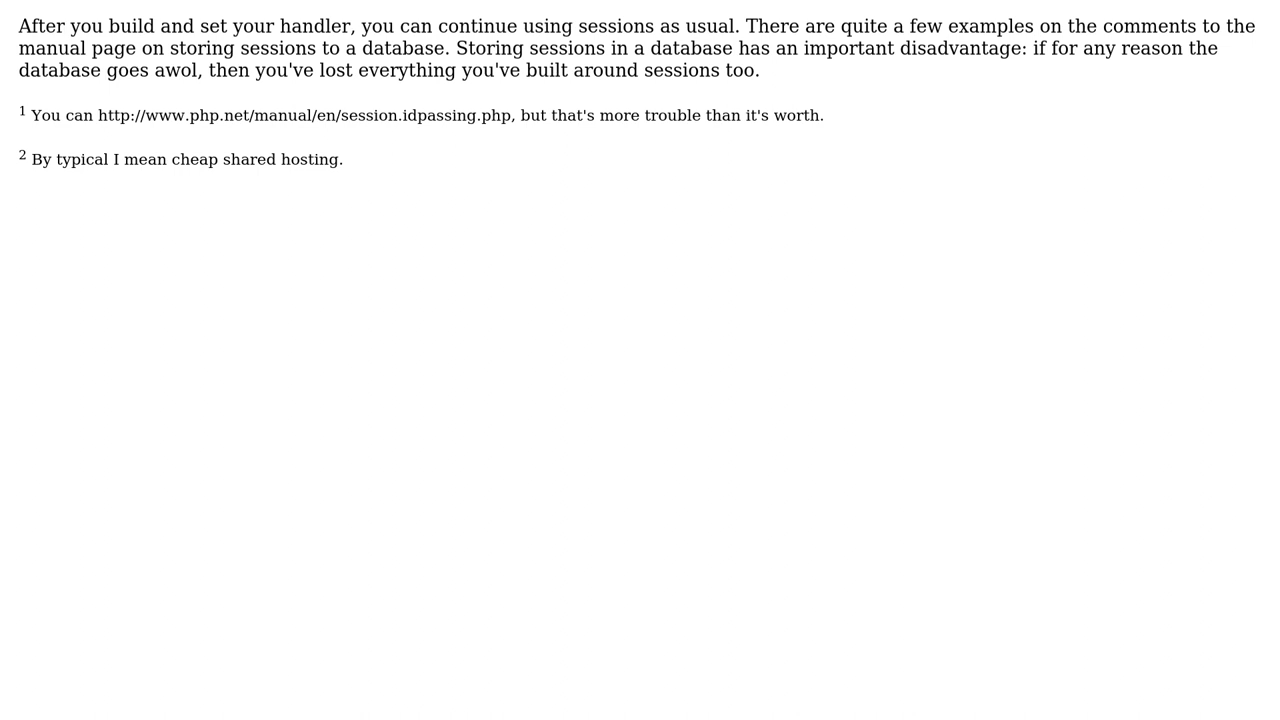 After you build and set your handler, you can continue using sessions as usual. There are quite a few examples on the comments to the
manual page on storing sessions to a database. Storing sessions in a database has an important disadvantage: if for any reason the
database goes awol, then you've lost everything you've built around sessions too.
1 You can http://www.php.net/manual/en/session.idpassing.php, but that's more trouble than it's worth.
2 By typical I mean cheap shared hosting.